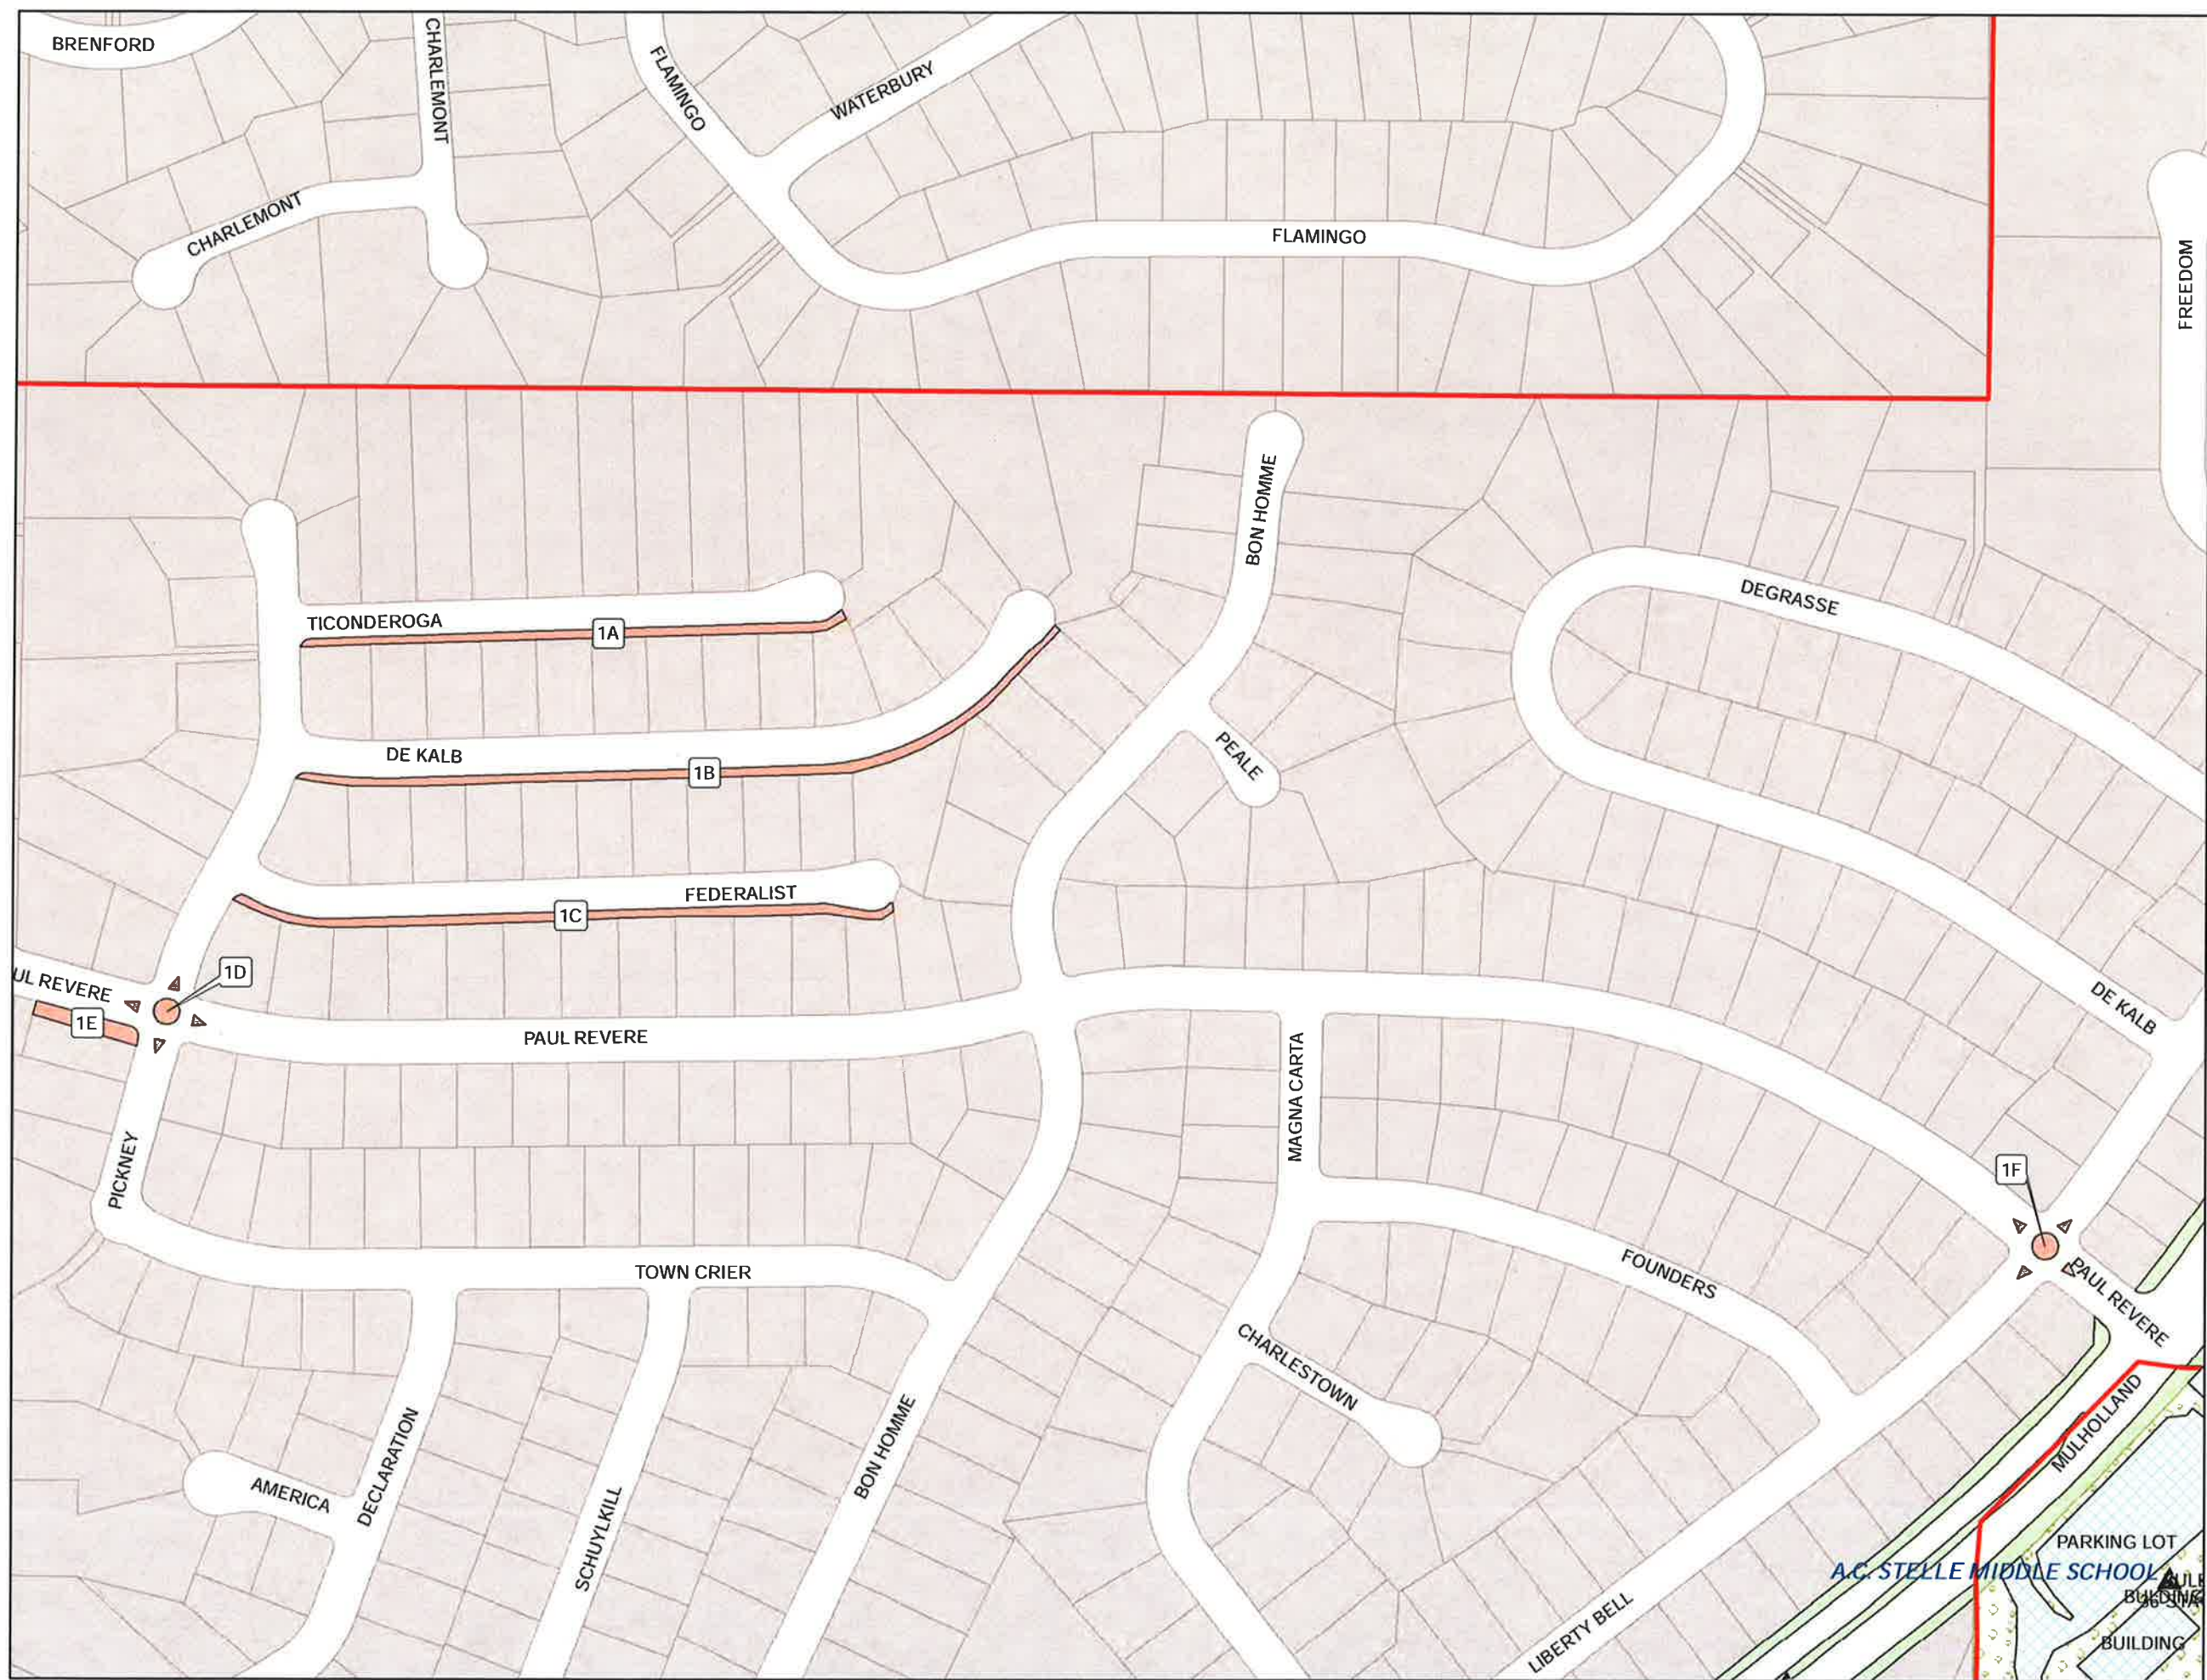 BRENFORD
CHARLEMONT
FLAMINGO
WATERBURY
CHARLEMONT
FLAMINGO
FREEDOM
BON HOMME
TICONDEROGA
1A
DEGRASSE
DE KALB
1B
PEALE
FEDERALIST
1C
1D
UL REVERE
1E
PAUL REVERE
DE KALB
MAGNA CARTA
PICKNEY
1F
TOWN CRIER
FOUNDERS
PAUL REVERE
CHARLESTOWN
MULHOLLAND
DECLARATION
BON HOMME
AMERICA
SCHUYLKILL
PARKING LOT
A.C. STELLE MIDDLE SCHOOL
BUILDING
LIBERTY BELL
BUILDING